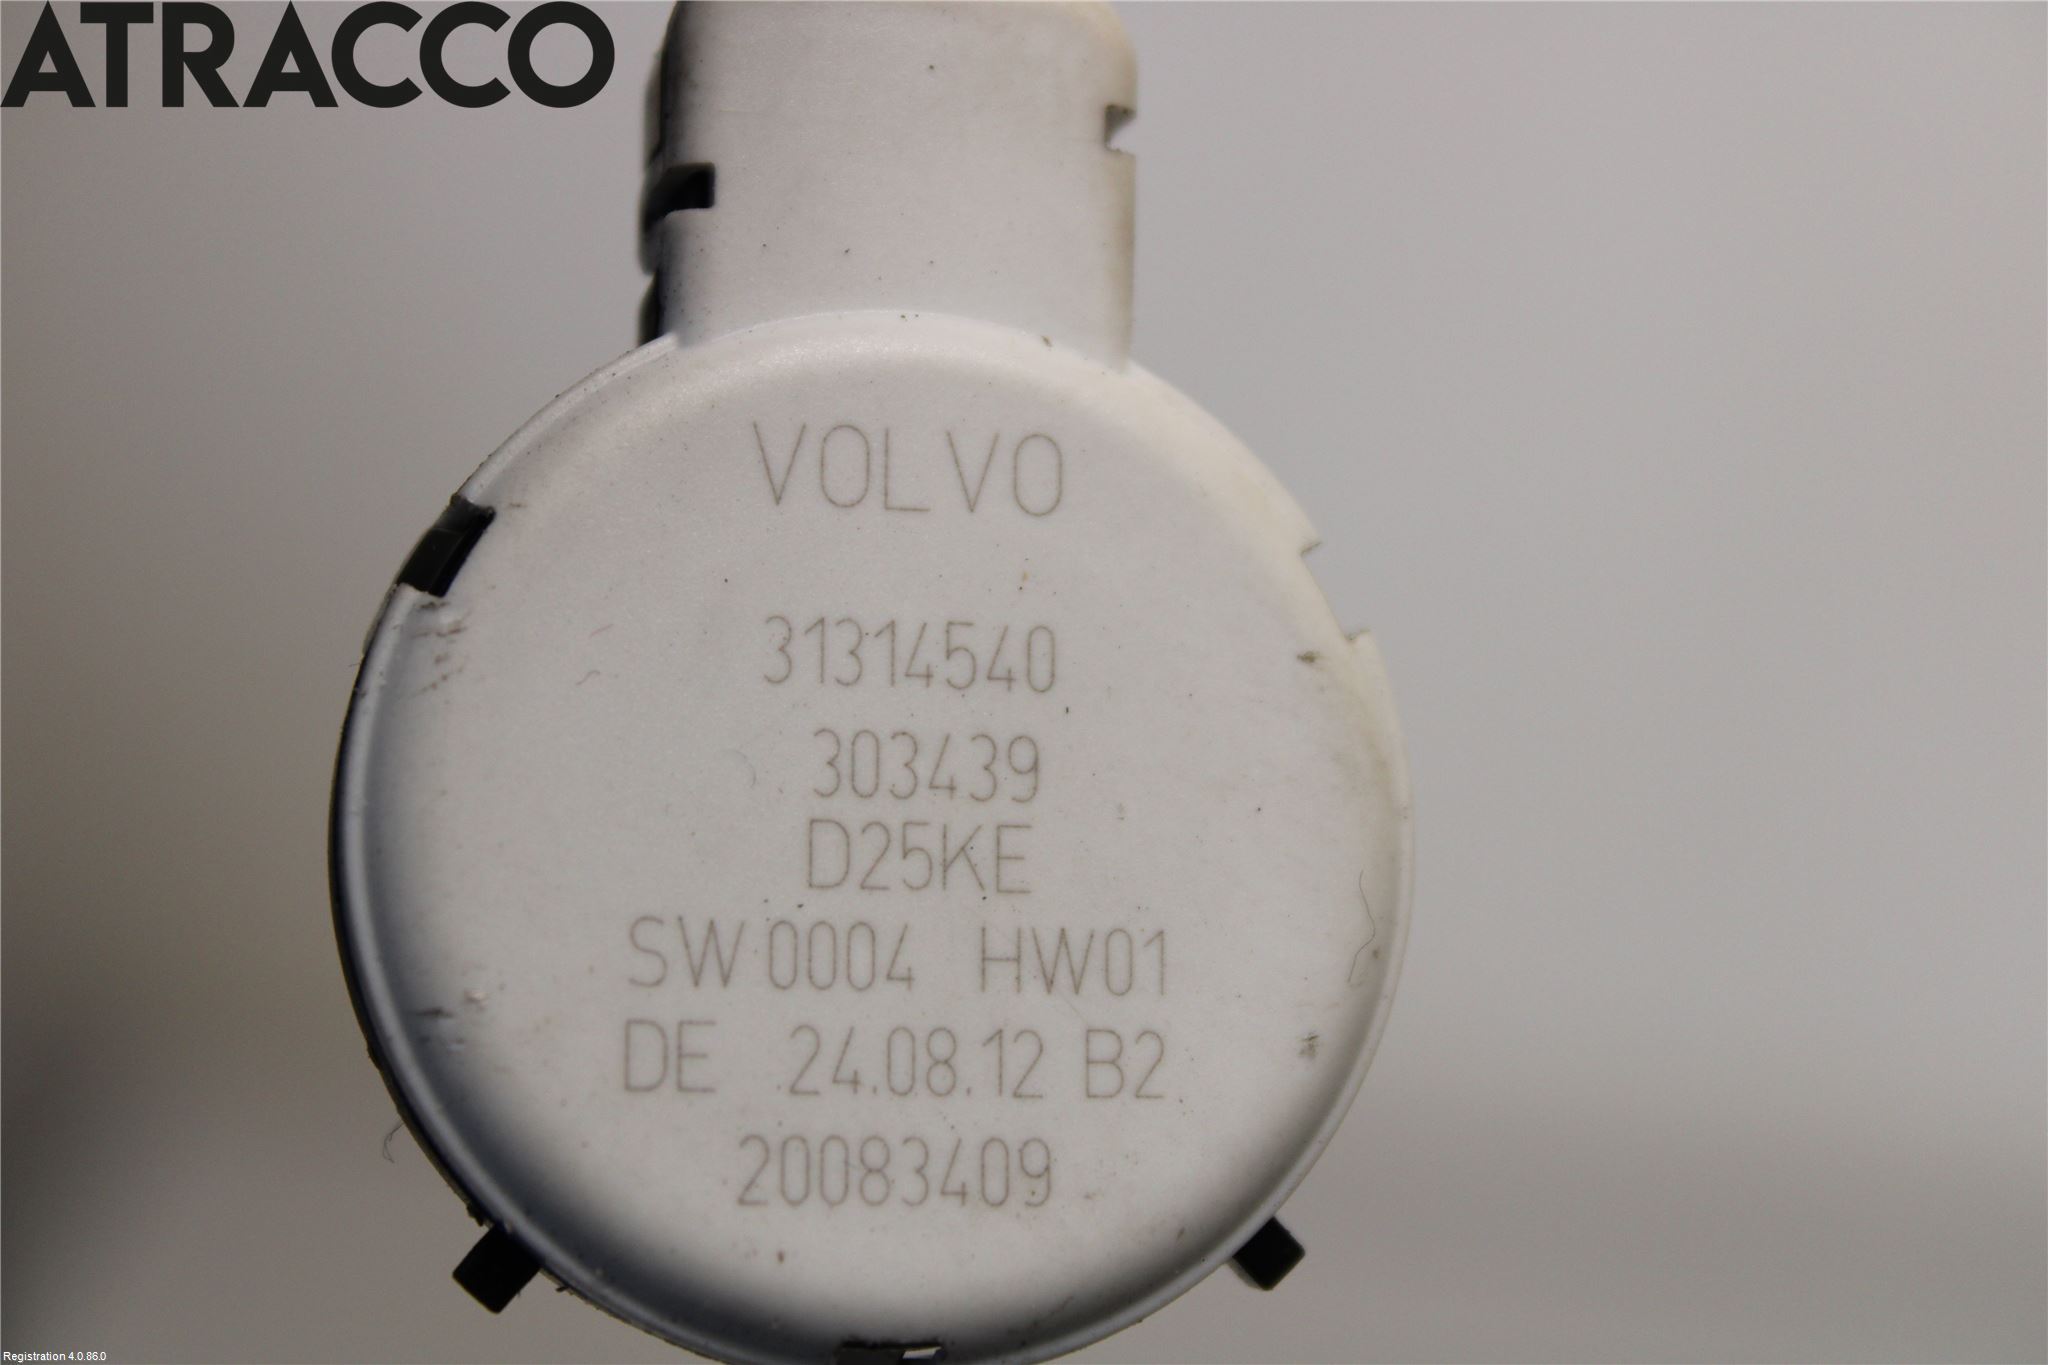 ATRACCO
VOLVO
31314540
303439
D25KE
SW 0004 HW01
DE 24.08.12 B2
20083409
Registration 4.0.86.0